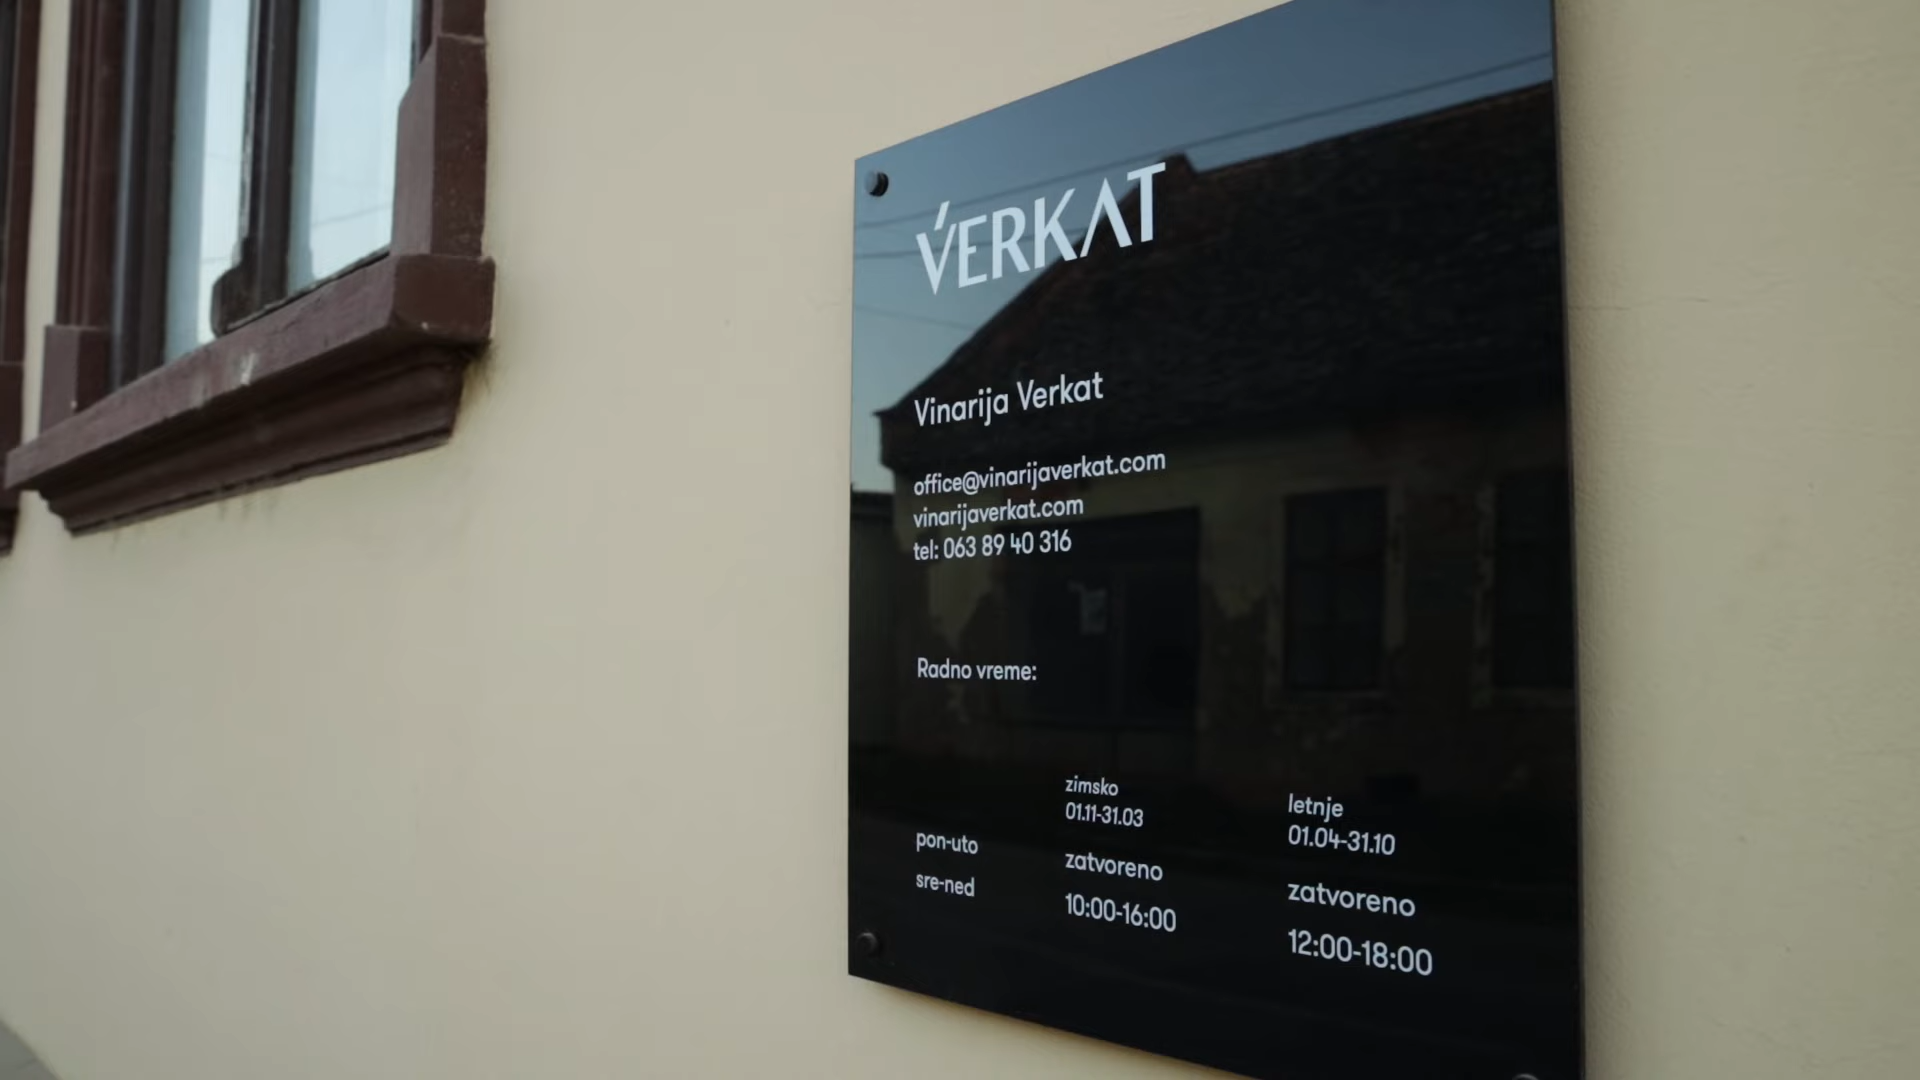 VERKAT
Vinarija Verkat
office@vinarijaverkat.com
vinarijaverkat.com
tel: 063 89 40 316
Radno vreme:
zimsko letnje
01.11-31.03 01.04-31.10
pon-uto zatvoreno zatvoreno
sre-ned 10:00-16:00 12:00-18:00